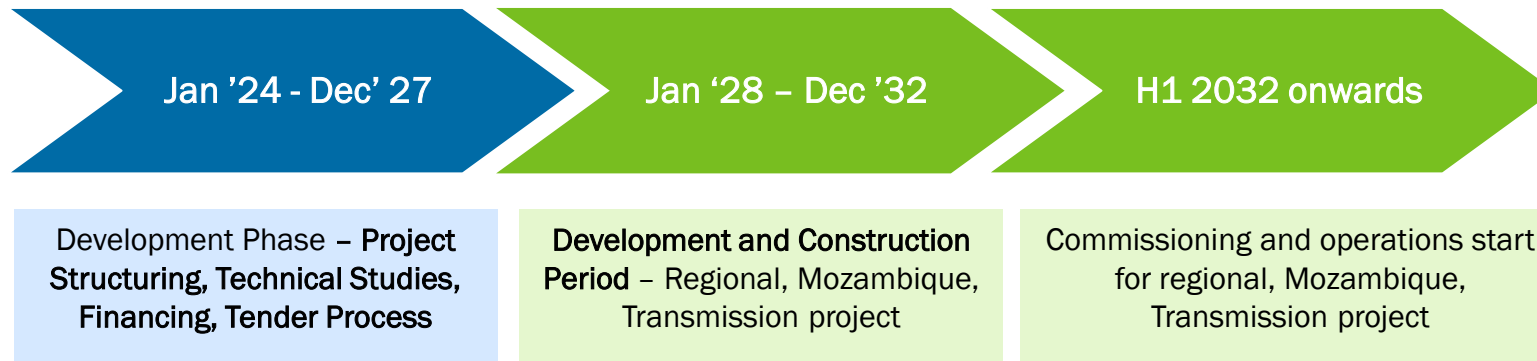 Jan ’24 - Dec’ 27
Jan ‘28 – Dec ’32
H1 2032 onwards
Development Phase – Project
Structuring, Technical Studies,
Financing, Tender Process
Development and Construction
Period – Regional, Mozambique,
Transmission project
Commissioning and operations start
for regional, Mozambique,
Transmission project